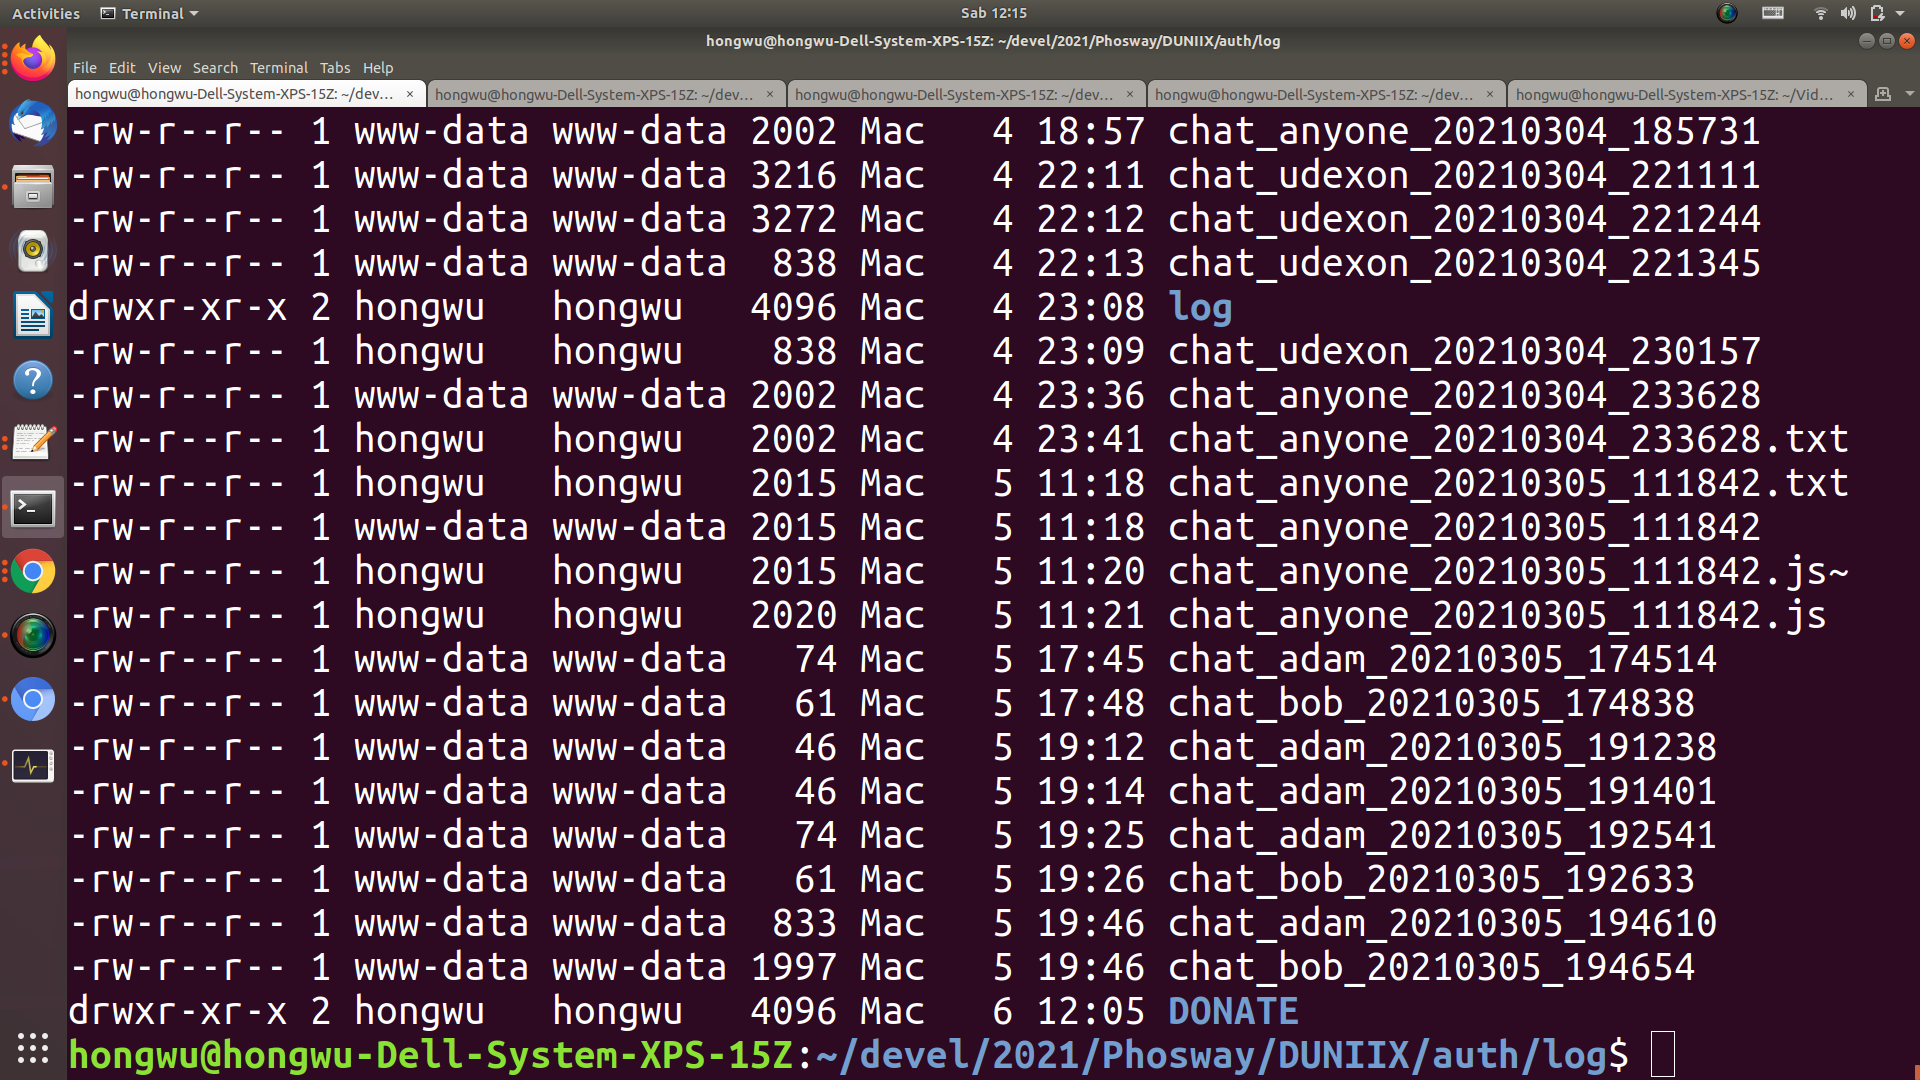 Activities Terminal Sab 12:15
hongwu@hongwu-Dell-System-XPS-15Z: ~/devel/2021/Phosway/DUNIIX/auth/log
File Edit View Search Terminal Tabs Help
hongwu@hongwu-Dell-System-XPS-15Z: ~/dev... × hongwu@hongwu-Dell-System-XPS-15Z: ~/dev... × hongwu@hongwu-Dell-System-XPS-15Z: ~/dev... × hongwu@hongwu-Dell-System-XPS-15Z: ~/dev... × hongwu@hongwu-Dell-System-XPS-15Z: ~/Vid... ×
-rw-r--r-- 1 www-data www-data 2002 Mac   4 18:57 chat_anyone_20210304_185731
-rw-r--r-- 1 www-data www-data 3216 Mac   4 22:11 chat_udexon_20210304_221111
-rw-r--r-- 1 www-data www-data 3272 Mac   4 22:12 chat_udexon_20210304_221244
-rw-r--r-- 1 www-data www-data  838 Mac   4 22:13 chat_udexon_20210304_221345
drwxr-xr-x 2 hongwu   hongwu   4096 Mac   4 23:08 log
-rw-r--r-- 1 hongwu   hongwu    838 Mac   4 23:09 chat_udexon_20210304_230157
-rw-r--r-- 1 www-data www-data 2002 Mac   4 23:36 chat_anyone_20210304_233628
-rw-r--r-- 1 hongwu   hongwu   2002 Mac   4 23:41 chat_anyone_20210304_233628.txt
-rw-r--r-- 1 hongwu   hongwu   2015 Mac   5 11:18 chat_anyone_20210305_111842.txt
-rw-r--r-- 1 www-data www-data 2015 Mac   5 11:18 chat_anyone_20210305_111842
-rw-r--r-- 1 hongwu   hongwu   2015 Mac   5 11:20 chat_anyone_20210305_111842.js~
-rw-r--r-- 1 hongwu   hongwu   2020 Mac   5 11:21 chat_anyone_20210305_111842.js
-rw-r--r-- 1 www-data www-data   74 Mac   5 17:45 chat_adam_20210305_174514
-rw-r--r-- 1 www-data www-data   61 Mac   5 17:48 chat_bob_20210305_174838
-rw-r--r-- 1 www-data www-data   46 Mac   5 19:12 chat_adam_20210305_191238
-rw-r--r-- 1 www-data www-data   46 Mac   5 19:14 chat_adam_20210305_191401
-rw-r--r-- 1 www-data www-data   74 Mac   5 19:25 chat_adam_20210305_192541
-rw-r--r-- 1 www-data www-data   61 Mac   5 19:26 chat_bob_20210305_192633
-rw-r--r-- 1 www-data www-data  833 Mac   5 19:46 chat_adam_20210305_194610
-rw-r--r-- 1 www-data www-data 1997 Mac   5 19:46 chat_bob_20210305_194654
drwxr-xr-x 2 hongwu   hongwu   4096 Mac   6 12:05 DONATE
hongwu@hongwu-Dell-System-XPS-15Z:~/devel/2021/Phosway/DUNIIX/auth/log$